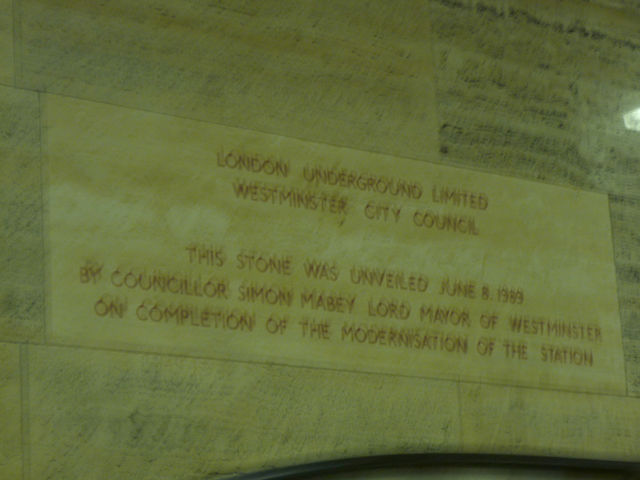 LONDON UNDERGROUND LIMITED
WESTMINSTER CITY COUNCIL
THIS STONE WAS UNVEILED JUNE 8. 1989
BY COUNCILLOR SIMON MABEY LORD MAYOR OF WESTMINSTER
ON COMPLETION OF THE MODERNISATION OF THE STATION